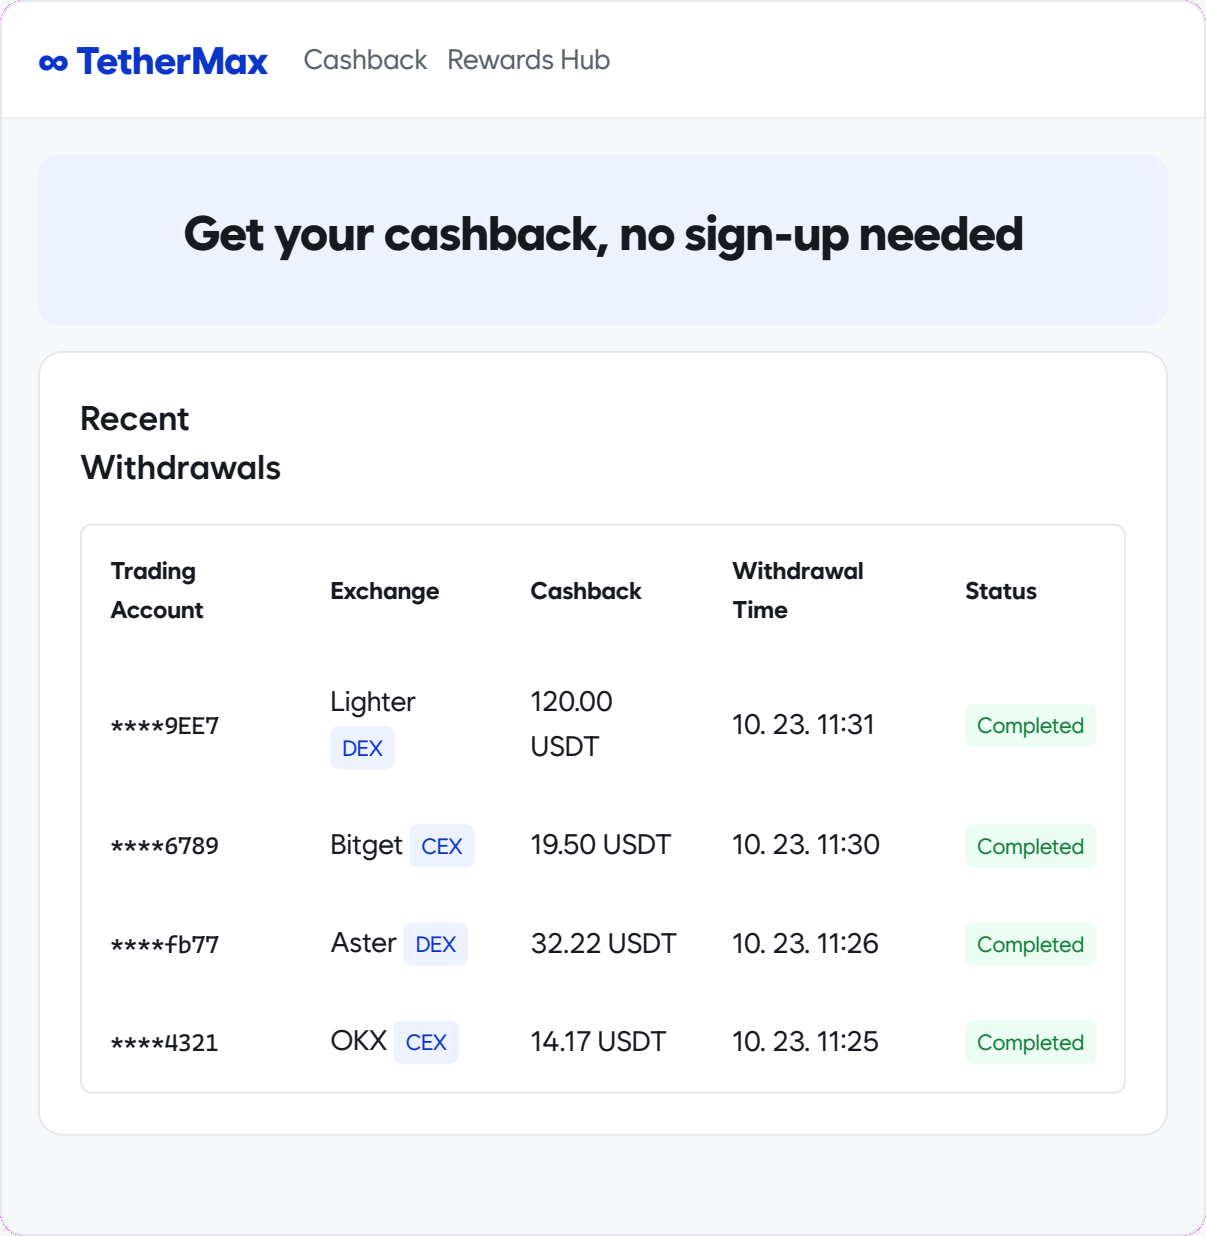 ∞ TetherMax Cashback Rewards Hub
Get your cashback, no sign-up needed
Recent
Withdrawals
Trading
Account
Exchange
Cashback
Withdrawal
Time
Status
****9EE7
Lighter
DEX
120.00
USDT
10. 23. 11:31
Completed
****6789 Bitget CEX 19.50 USDT 10. 23. 11:30 Completed
****fb77 Aster DEX 32.22 USDT 10. 23. 11:26 Completed
****4321 OKX CEX 14.17 USDT 10. 23. 11:25 Completed